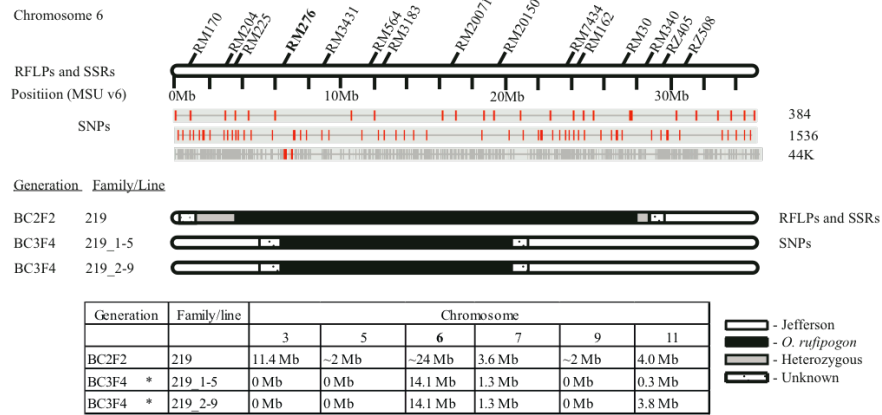 Chromosome 6
RM170 RM204 RM225 RM276 RM3431 RM564 RM3183 RM20071 RM20150 RM7434 RM162 RM30 RM340 RZ405 RZ508
RFLPs and SSRs
Positiion (MSU v6) 0Mb 10Mb 20Mb 30Mb
SNPs
384
1536
44K
Generation Family/Line
BC2F2 219 RFLPs and SSRs
BC3F4 219_1-5 SNPs
BC3F4 219_2-9
Generation Family/line Chromosome
3 5 6 7 9 11
BC2F2 219 11.4 Mb ~2 Mb ~24 Mb 3.6 Mb ~2 Mb 4.0 Mb
BC3F4 * 219_1-5 0 Mb 0 Mb 14.1 Mb 1.3 Mb 0 Mb 0.3 Mb
BC3F4 * 219_2-9 0 Mb 0 Mb 14.1 Mb 1.3 Mb 0 Mb 3.8 Mb
- Jefferson
- O. rufipogon
- Heterozygous
- Unknown